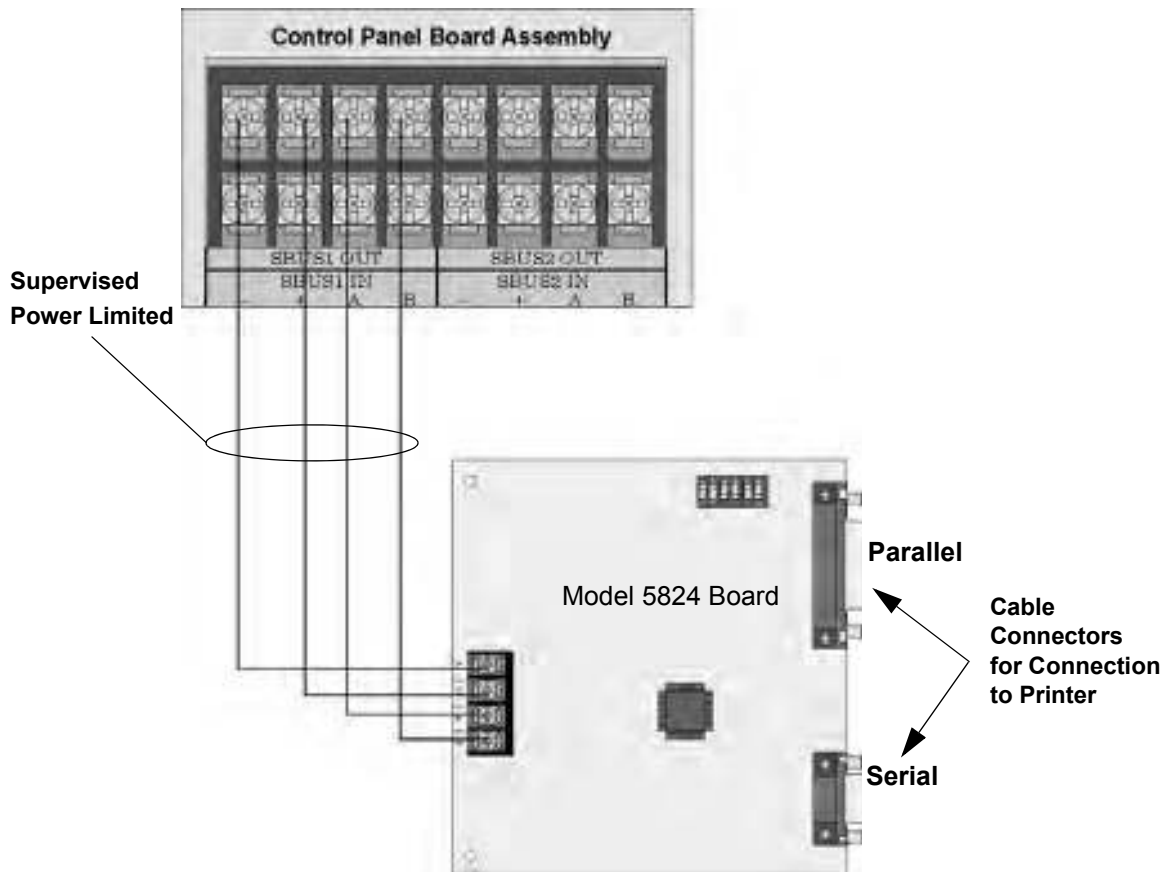 Control Panel Board Assembly
SBUS1 OUT
SBUS2 OUT
SBUS1 IN
SBUS2 IN
- + A B - + A B
Supervised
Power Limited
Model 5824 Board
Parallel
Cable
Connectors
for Connection
to Printer
Serial